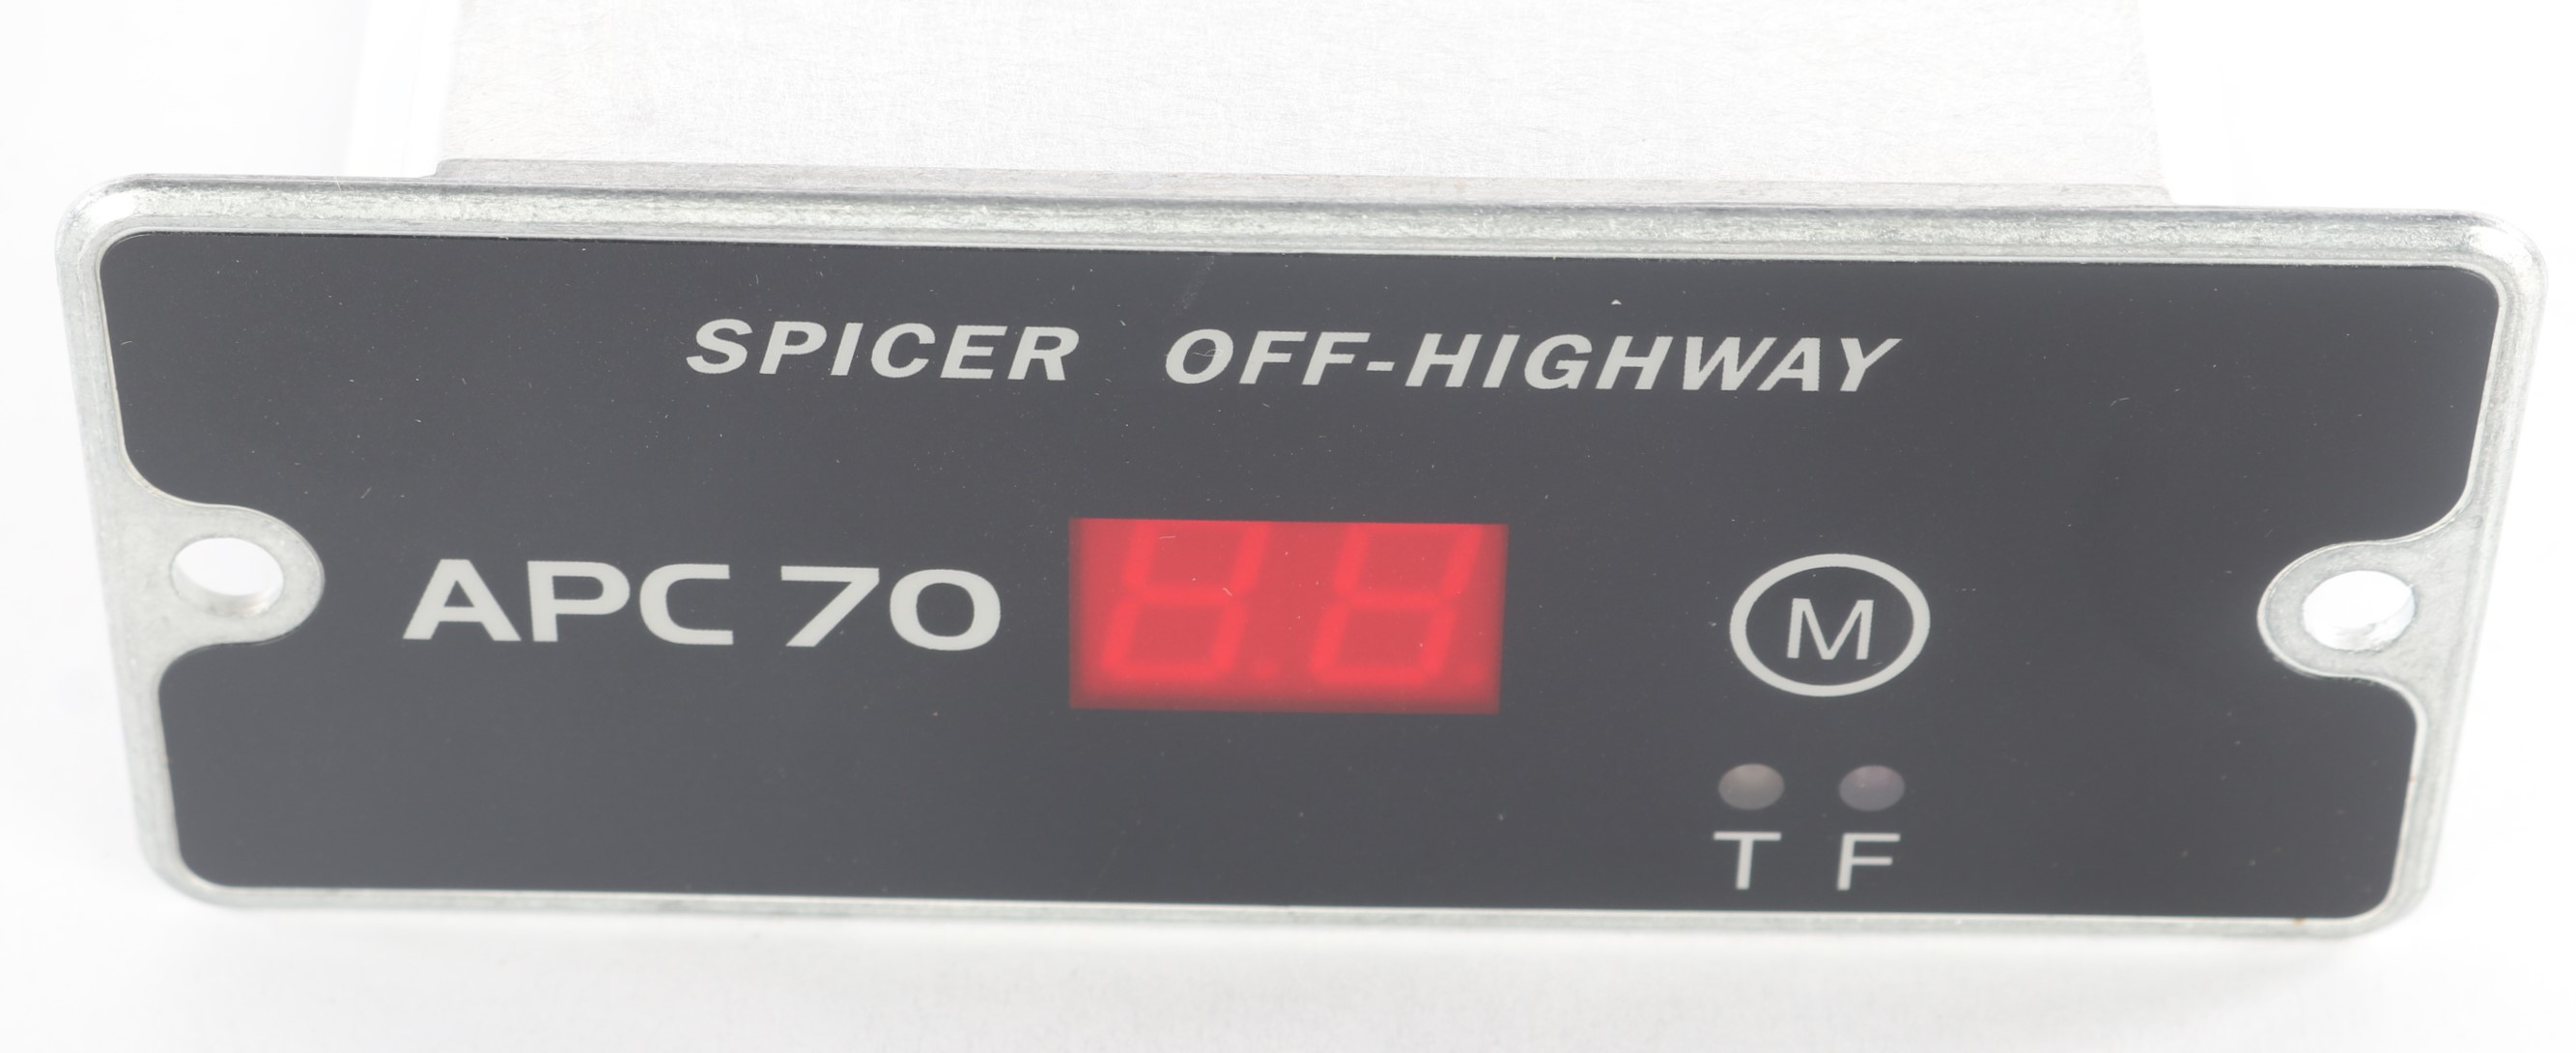 SPICER OFF-HIGHWAY
APC 70
M
T F